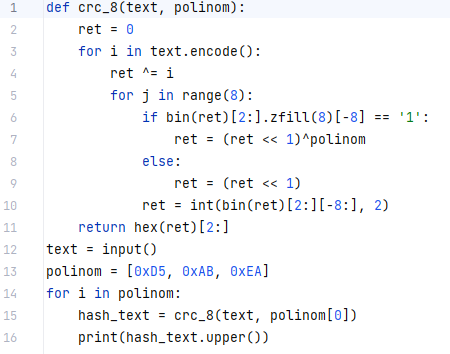 1 def crc_8(text, polinom):
2     ret = 0
3     for i in text.encode():
4         ret ^= i
5         for j in range(8):
6             if bin(ret)[2:].zfill(8)[-8] == '1':
7                 ret = (ret << 1)^polinom
8             else:
9                 ret = (ret << 1)
10             ret = int(bin(ret)[2:][-8:], 2)
11     return hex(ret)[2:]
12 text = input()
13 polinom = [0xD5, 0xAB, 0xEA]
14 for i in polinom:
15     hash_text = crc_8(text, polinom[0])
16     print(hash_text.upper())